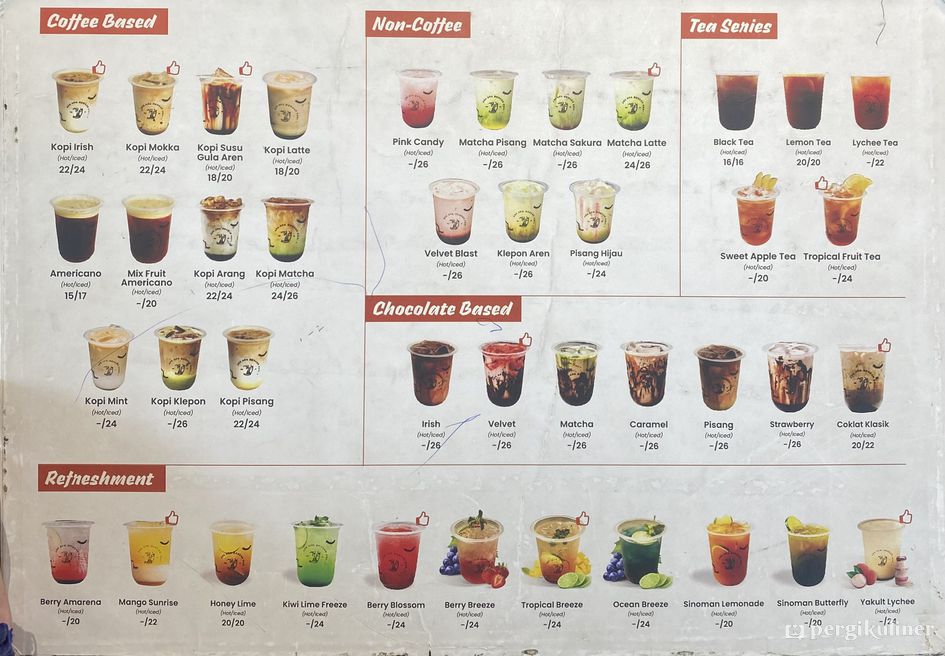 Coffee Based
Kopi Irish
(Hot/Iced)
22/24
Kopi Mokka
(Hot/Iced)
22/24
Kopi Susu
Gula Aren
(Hot/Iced)
18/20
Kopi Latte
(Hot/Iced)
18/20
Americano
(Hot/Iced)
15/17
Mix Fruit
Americano
(Hot/Iced)
-/20
Kopi Arang
(Hot/Iced)
22/24
Kopi Matcha
(Hot/Iced)
24/26
Kopi Mint
(Hot/Iced)
-/24
Kopi Klepon
(Hot/Iced)
-/26
Kopi Pisang
(Hot/Iced)
22/24
Non-Coffee
Pink Candy
(Hot/Iced)
-/26
Matcha Pisang
(Hot/Iced)
-/26
Matcha Sakura
(Hot/Iced)
-/26
Matcha Latte
(Hot/Iced)
24/26
Velvet Blast
(Hot/Iced)
-/26
Klepon Aren
(Hot/Iced)
-/26
Pisang Hijau
(Hot/Iced)
-/24
Tea Series
Black Tea
(Hot/Iced)
16/16
Lemon Tea
(Hot/Iced)
20/20
Lychee Tea
(Hot/Iced)
-/22
Sweet Apple Tea
(Hot/Iced)
-/20
Tropical Fruit Tea
(Hot/Iced)
-/24
Chocolate Based
Irish
(Hot/Iced)
-/26
Velvet
(Hot/Iced)
-/26
Matcha
(Hot/Iced)
-/26
Caramel
(Hot/Iced)
-/26
Pisang
(Hot/Iced)
-/26
Strawberry
(Hot/Iced)
-/26
Coklat Klasik
(Hot/Iced)
20/22
Refreshment
Berry Amarena
(Hot/Iced)
-/20
Mango Sunrise
(Hot/Iced)
-/22
Honey Lime
(Hot/Iced)
20/20
Kiwi Lime Freeze
(Hot/Iced)
-/24
Berry Blossom
(Hot/Iced)
-/24
Berry Breeze
(Hot/Iced)
-/24
Tropical Breeze
(Hot/Iced)
-/24
Ocean Breeze
(Hot/Iced)
-/24
Sinoman Lemonade
(Hot/Iced)
-/20
Sinoman Butterfly
(Hot/Iced)
-/20
Yakult Lychee
(Hot/Iced)
-/24
pergikuliner